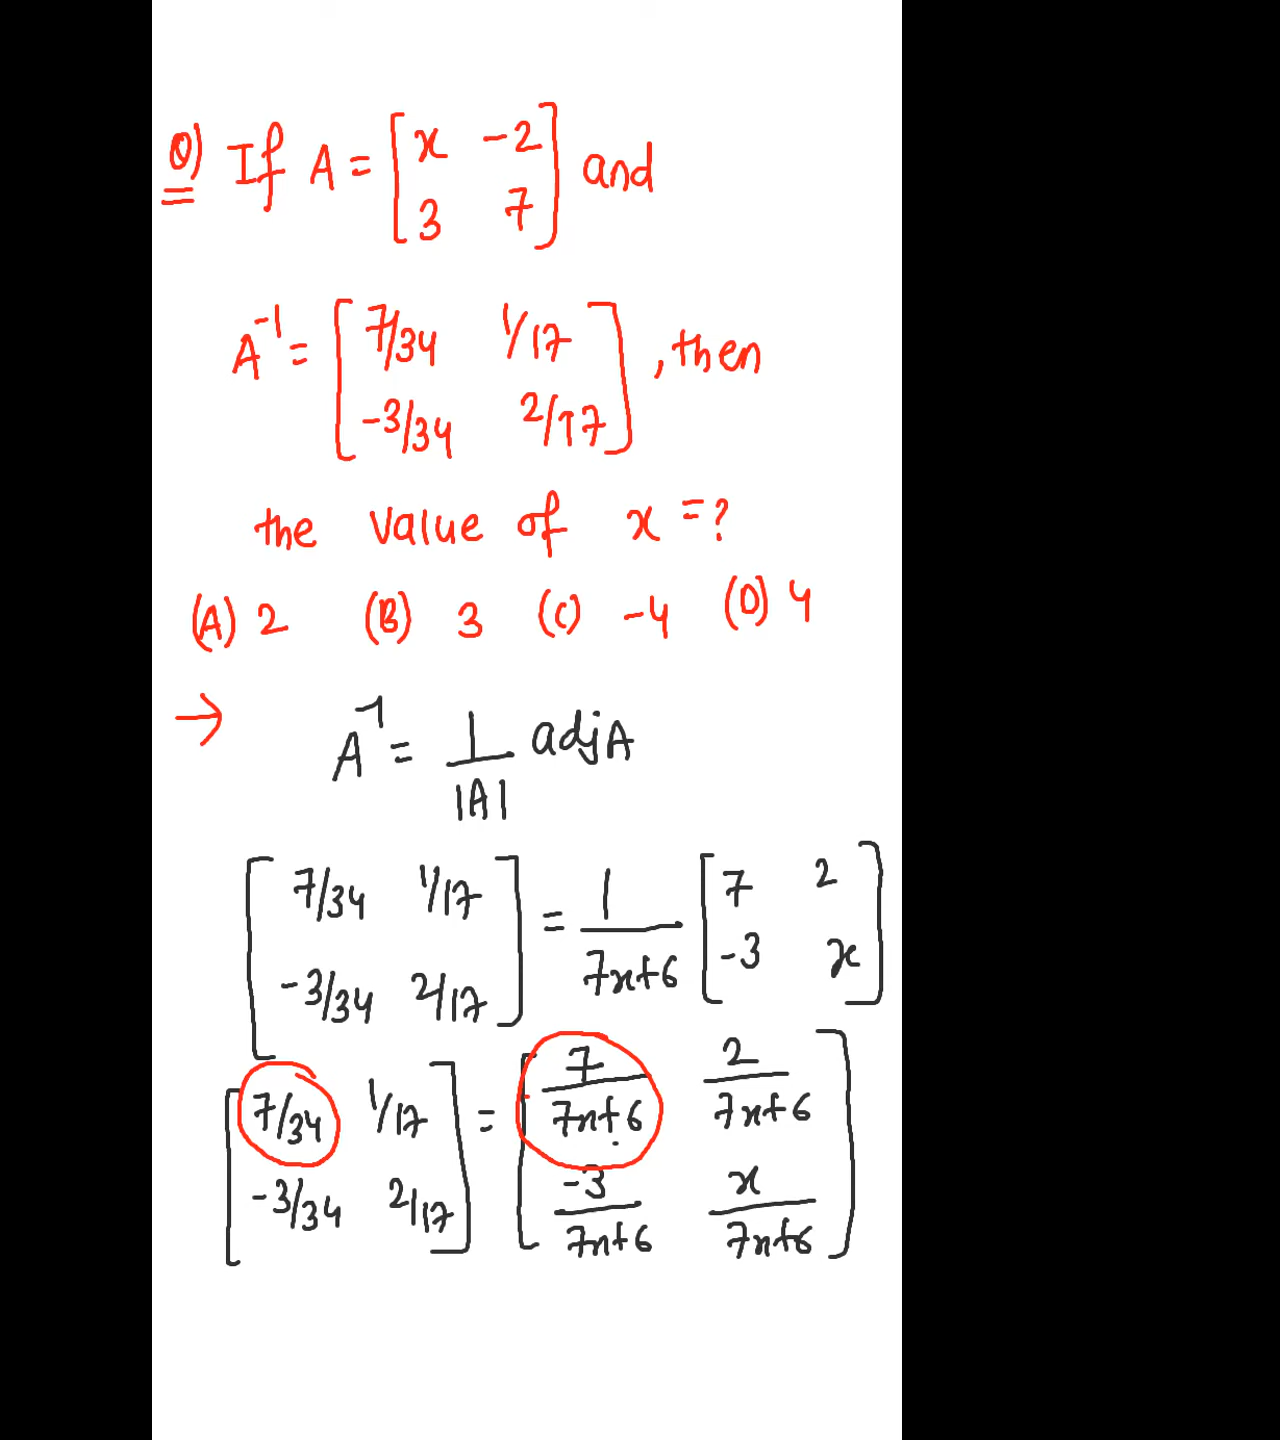 Q) If A = [x -2] and
[3 7]
A⁻¹ = [7/34 1/17], then
[-3/34 2/17]
the value of x = ?
(A) 2 (B) 3 (C) -4 (D) 4
→ A⁻¹ = 1/|A| adjA
[7/34 1/17] = 1/(7x+6) [7 2]
[-3/34 2/17] [-3 x]
[7/34 1/17] = [7/(7x+6) 2/(7x+6)]
[-3/34 2/17] [-3/(7x+6) x/(7x+6)]